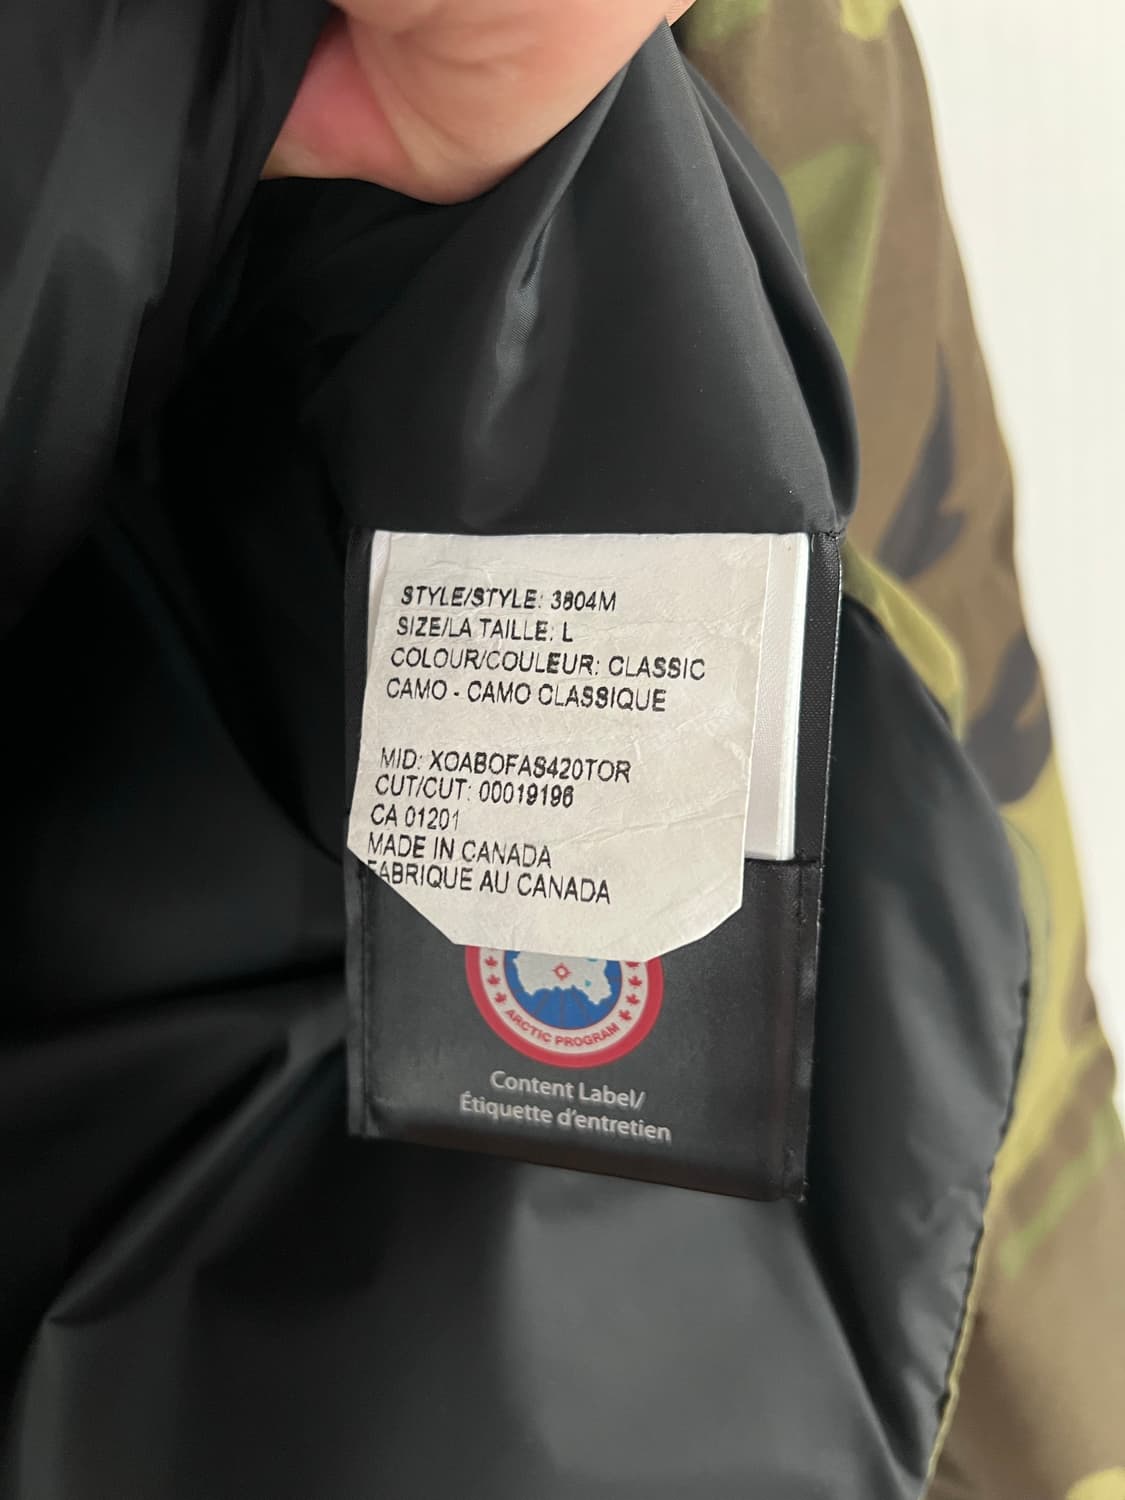 STYLE/STYLE: 3804M
SIZE/LA TAILLE: L
COLOUR/COULEUR: CLASSIC
CAMO - CAMO CLASSIQUE
MID: XOABOFAS420TOR
CUT/CUT: 00019196
CA 01201
MADE IN CANADA
FABRIQUE AU CANADA
ARCTIC PROGRAM
Content Label/
Étiquette d'entretien